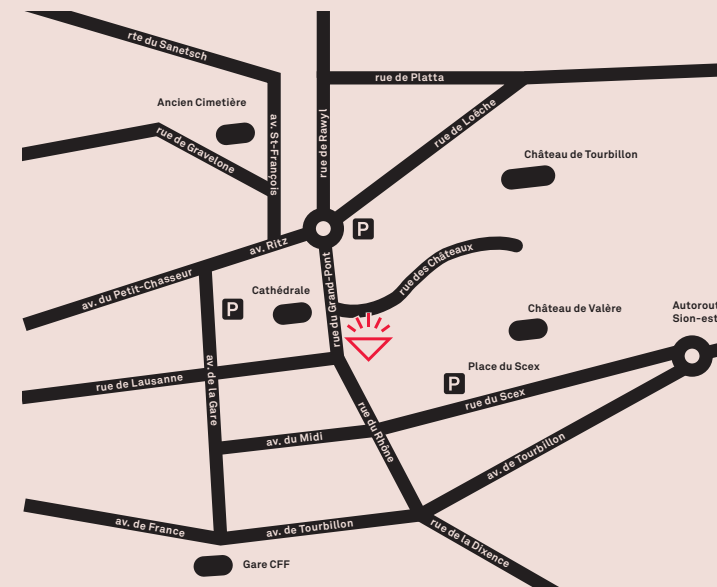 rte du Sanetsch
rue de Platta
Ancien Cimetière
rue de Gravelone
av. St-François
rue de Rawyl
rue de Loèche
Château de Tourbillon
P
av. Ritz
rue des Châteaux
av. du Petit-Chasseur
Cathédrale
rue du Grand-Pont
P
Château de Valère
Autorout
Sion-est
P
Place du Scex
rue de Lausanne
av. de la Gare
rue du Scex
av. du Midi
rue du Rhône
av. de Tourbillon
av. de France
av. de Tourbillon
rue de la Dixence
Gare CFF